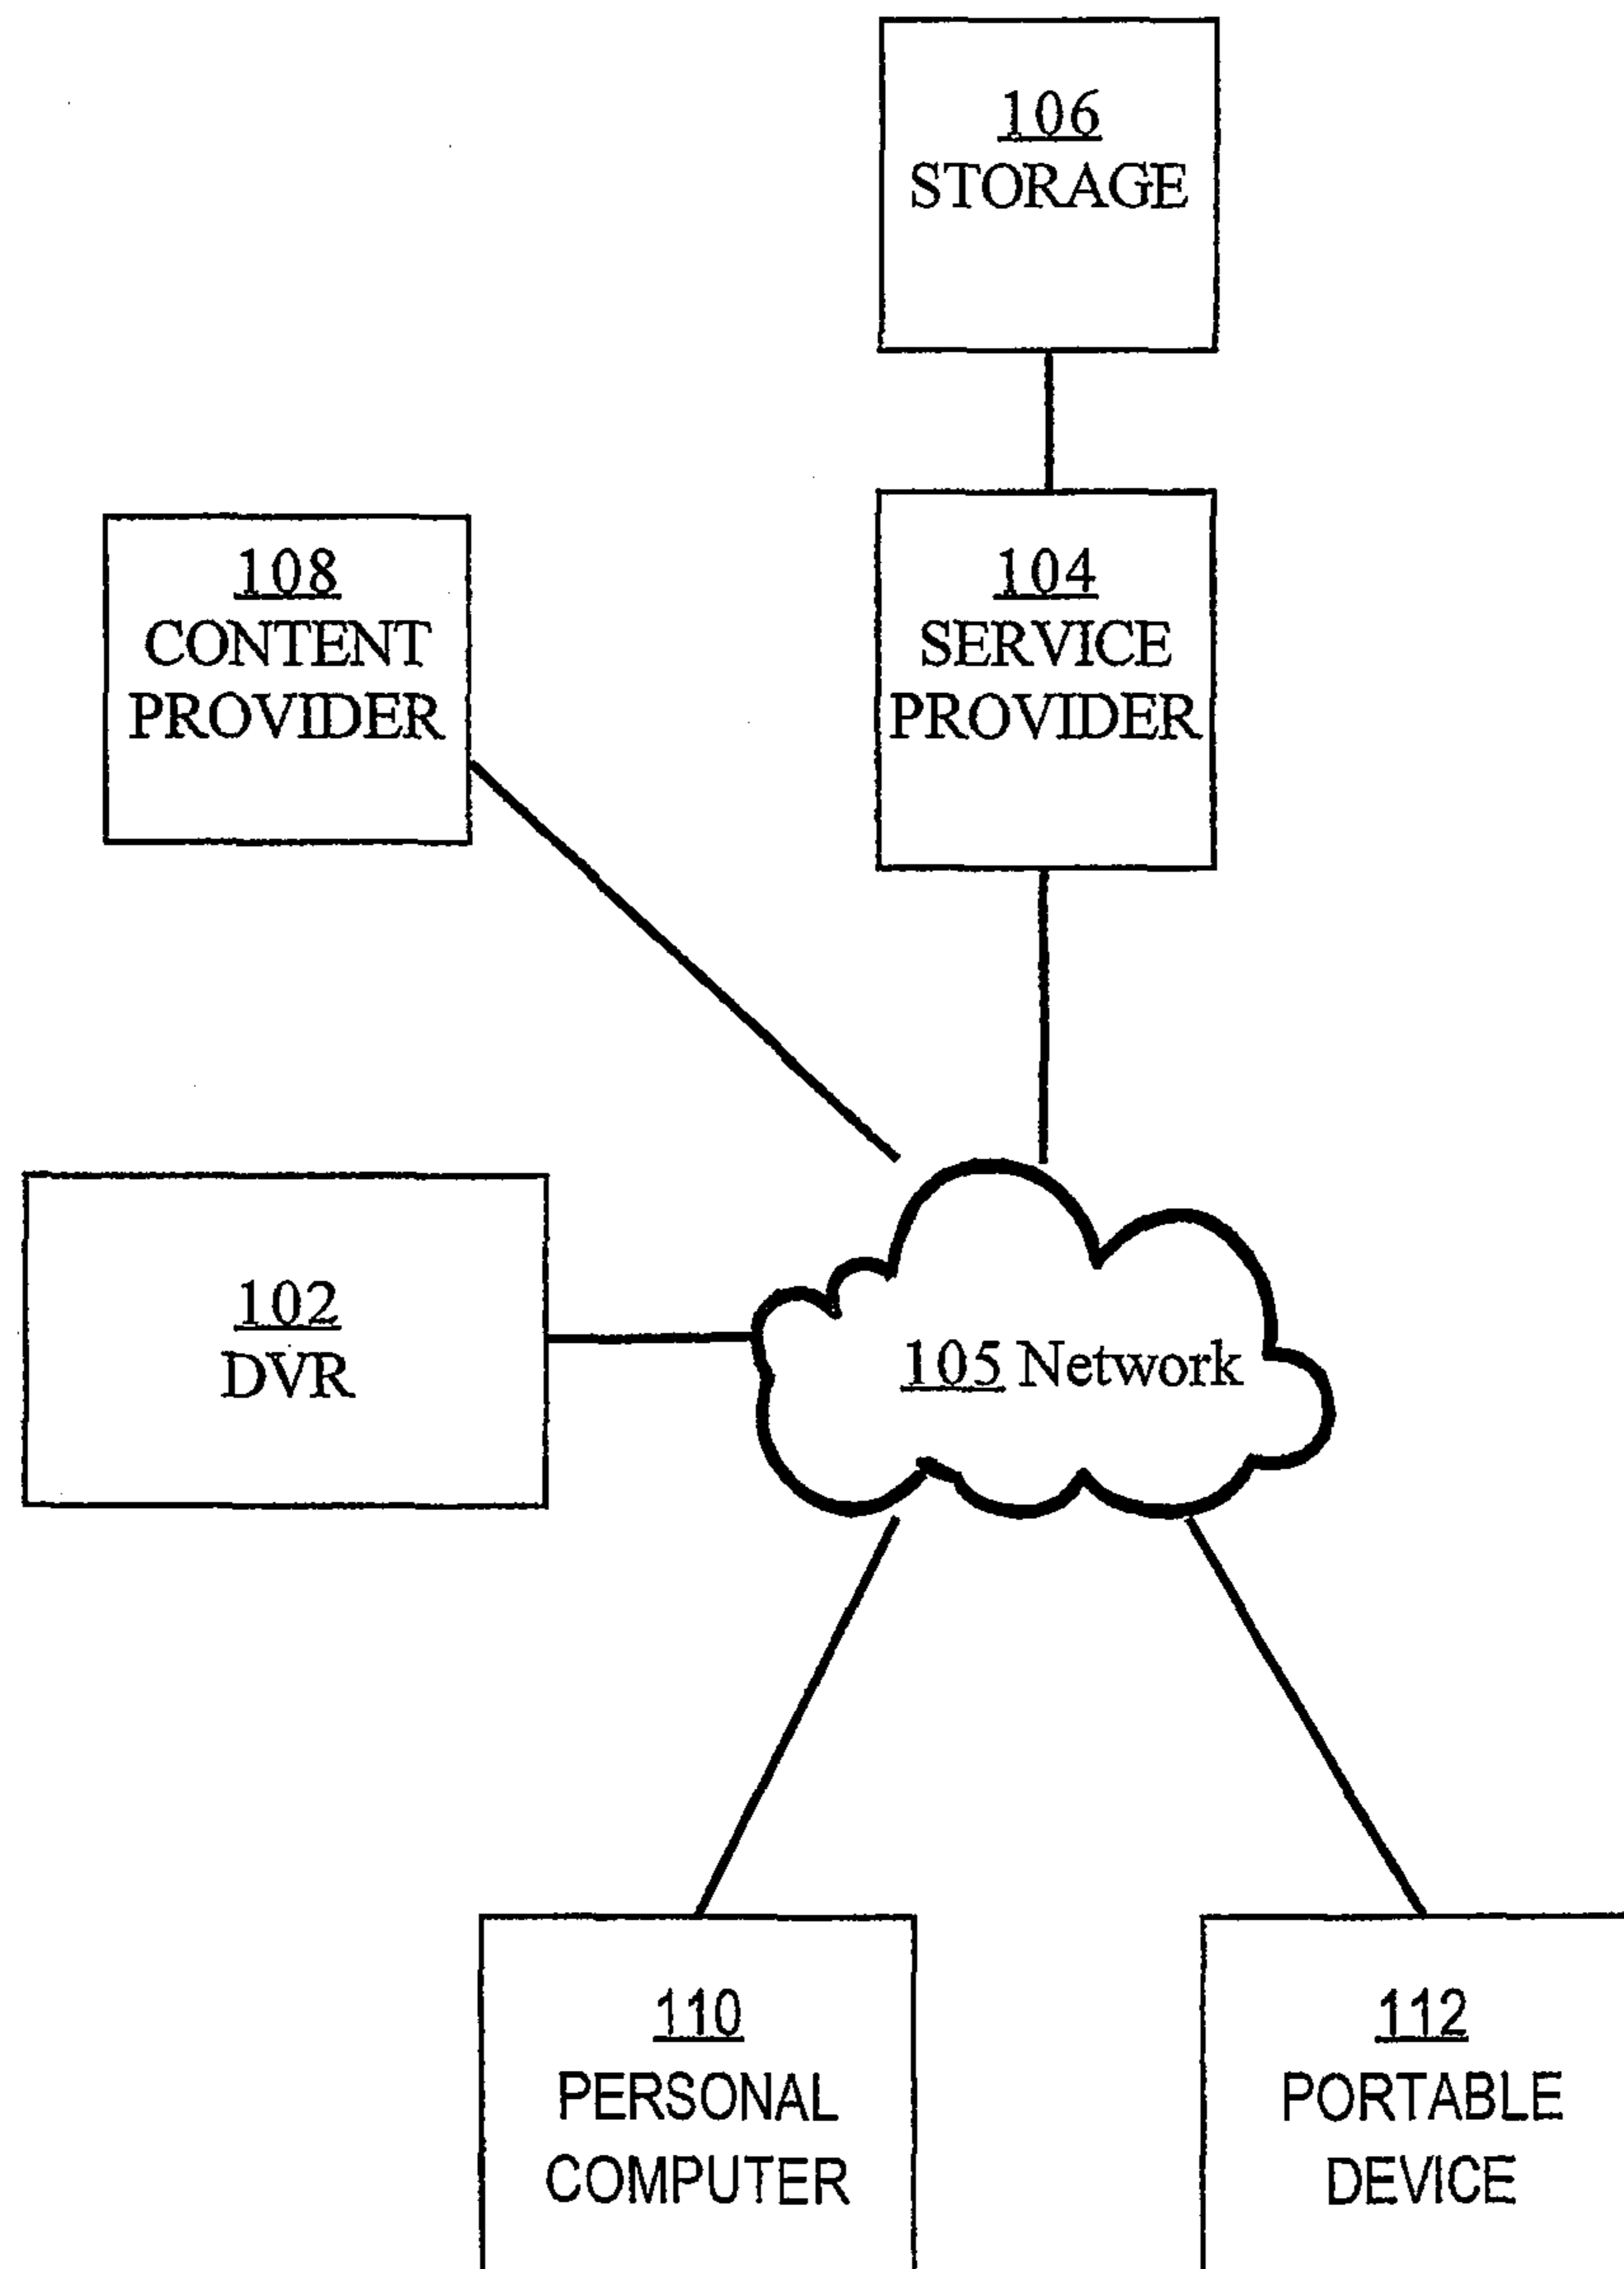 106
STORAGE
108
CONTENT
PROVIDER
104
SERVICE
PROVIDER
102
DVR
105 Network
110
PERSONAL
COMPUTER
112
PORTABLE
DEVICE